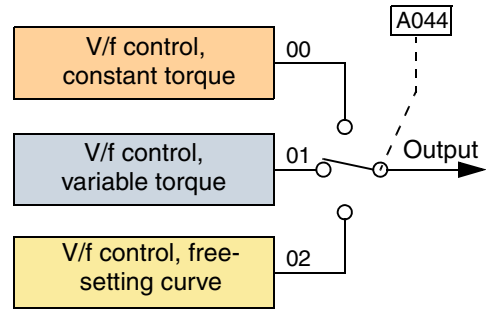 A044
V/f control,
constant torque
00
V/f control,
variable torque
01
Output
V/f control, free-
setting curve
02